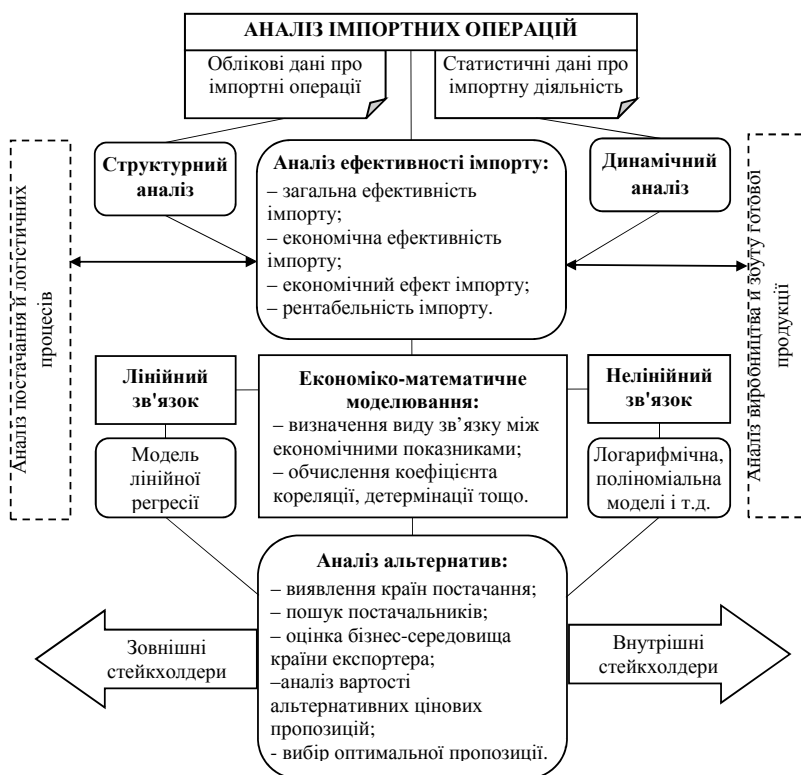 АНАЛІЗ ІМПОРТНИХ ОПЕРАЦІЙ
Облікові дані про
імпортні операції
Статистичні дані про
імпортну діяльність
Аналіз постачання й логістичних
процесів
Структурний
аналіз
Аналіз ефективності імпорту:
– загальна ефективність
імпорту;
– економічна ефективність
імпорту;
– економічний ефект імпорту;
– рентабельність імпорту.
Динамічний
аналіз
Аналіз виробництва й збуту готової
продукції
Лінійний
зв'язок
Економіко-математичне
моделювання:
– визначення виду зв’язку між
економічними показниками;
– обчислення коефіцієнта
кореляції, детермінації тощо.
Нелінійний
зв'язок
Модель
лінійної
регресії
Логарифмічна,
поліноміальна
моделі і т.д.
Аналіз альтернатив:
– виявлення країн постачання;
– пошук постачальників;
– оцінка бізнес-середовища
країни експортера;
–аналіз вартості
альтернативних цінових
пропозицій;
- вибір оптимальної пропозиції.
Зовнішні
стейкхолдери
Внутрішні
стейкхолдери